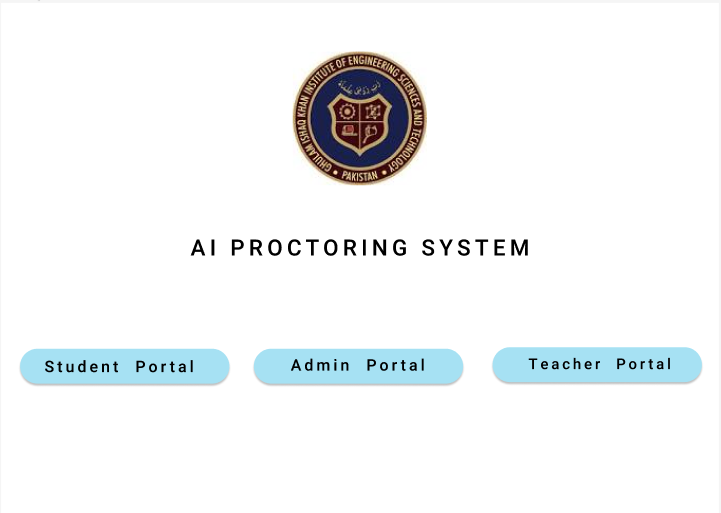 GHULAM ISHAQ KHAN INSTITUTE OF ENGINEERING SCIENCES AND TECHNOLOGY
• PAKISTAN •
AI PROCTORING SYSTEM
Student Portal
Admin Portal
Teacher Portal